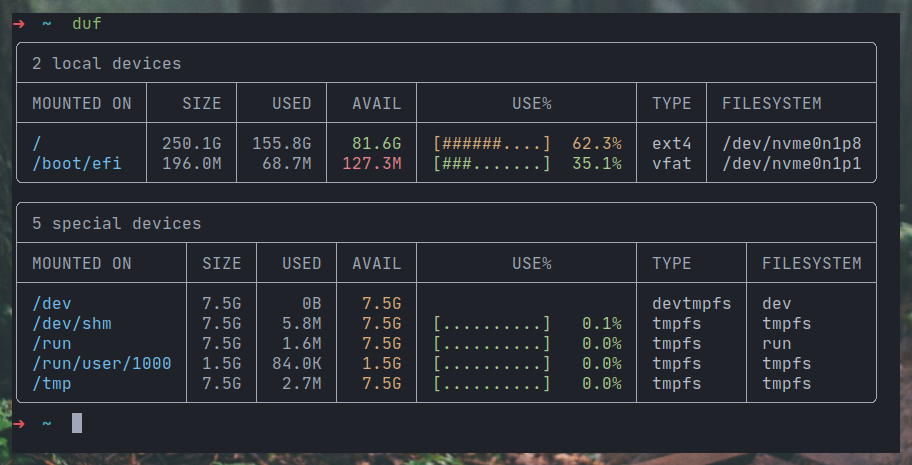 ➜ ~ duf
2 local devices
MOUNTED ON SIZE USED AVAIL USE% TYPE FILESYSTEM
/ 250.1G 155.8G 81.6G [######....] 62.3% ext4 /dev/nvme0n1p8
/boot/efi 196.0M 68.7M 127.3M [###.......] 35.1% vfat /dev/nvme0n1p1
5 special devices
MOUNTED ON SIZE USED AVAIL USE% TYPE FILESYSTEM
/dev 7.5G 0B 7.5G devtmpfs dev
/dev/shm 7.5G 5.8M 7.5G [..........] 0.1% tmpfs tmpfs
/run 7.5G 1.6M 7.5G [..........] 0.0% tmpfs run
/run/user/1000 1.5G 84.0K 1.5G [..........] 0.0% tmpfs tmpfs
/tmp 7.5G 2.7M 7.5G [..........] 0.0% tmpfs tmpfs
➜ ~